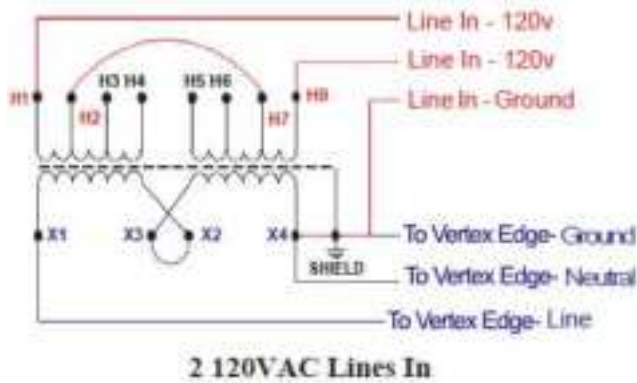 Line In - 120v
Line In - 120v
Line In - Ground
H1 H2 H3 H4 H5 H6 H7 H8
X1 X3 X2 X4
SHIELD
To Vertex Edge- Ground
To Vertex Edge- Neutral
To Vertex Edge- Line
2 120VAC Lines In